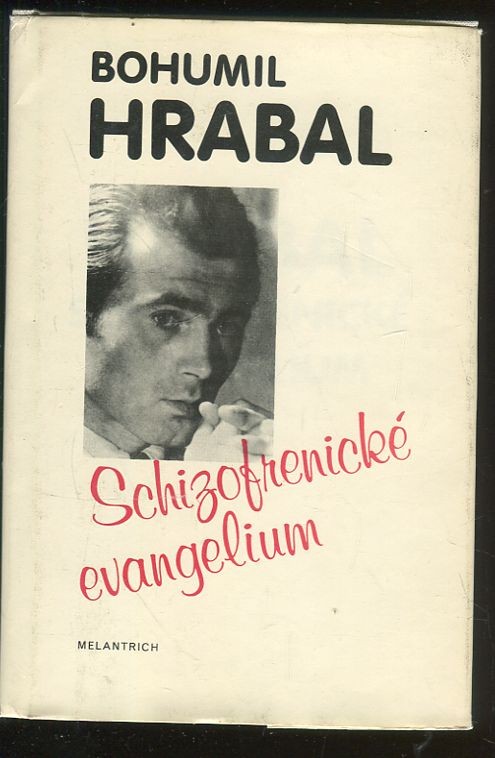 BOHUMIL
HRABAL
Schizofrenické
evangelium
MELANTRICH